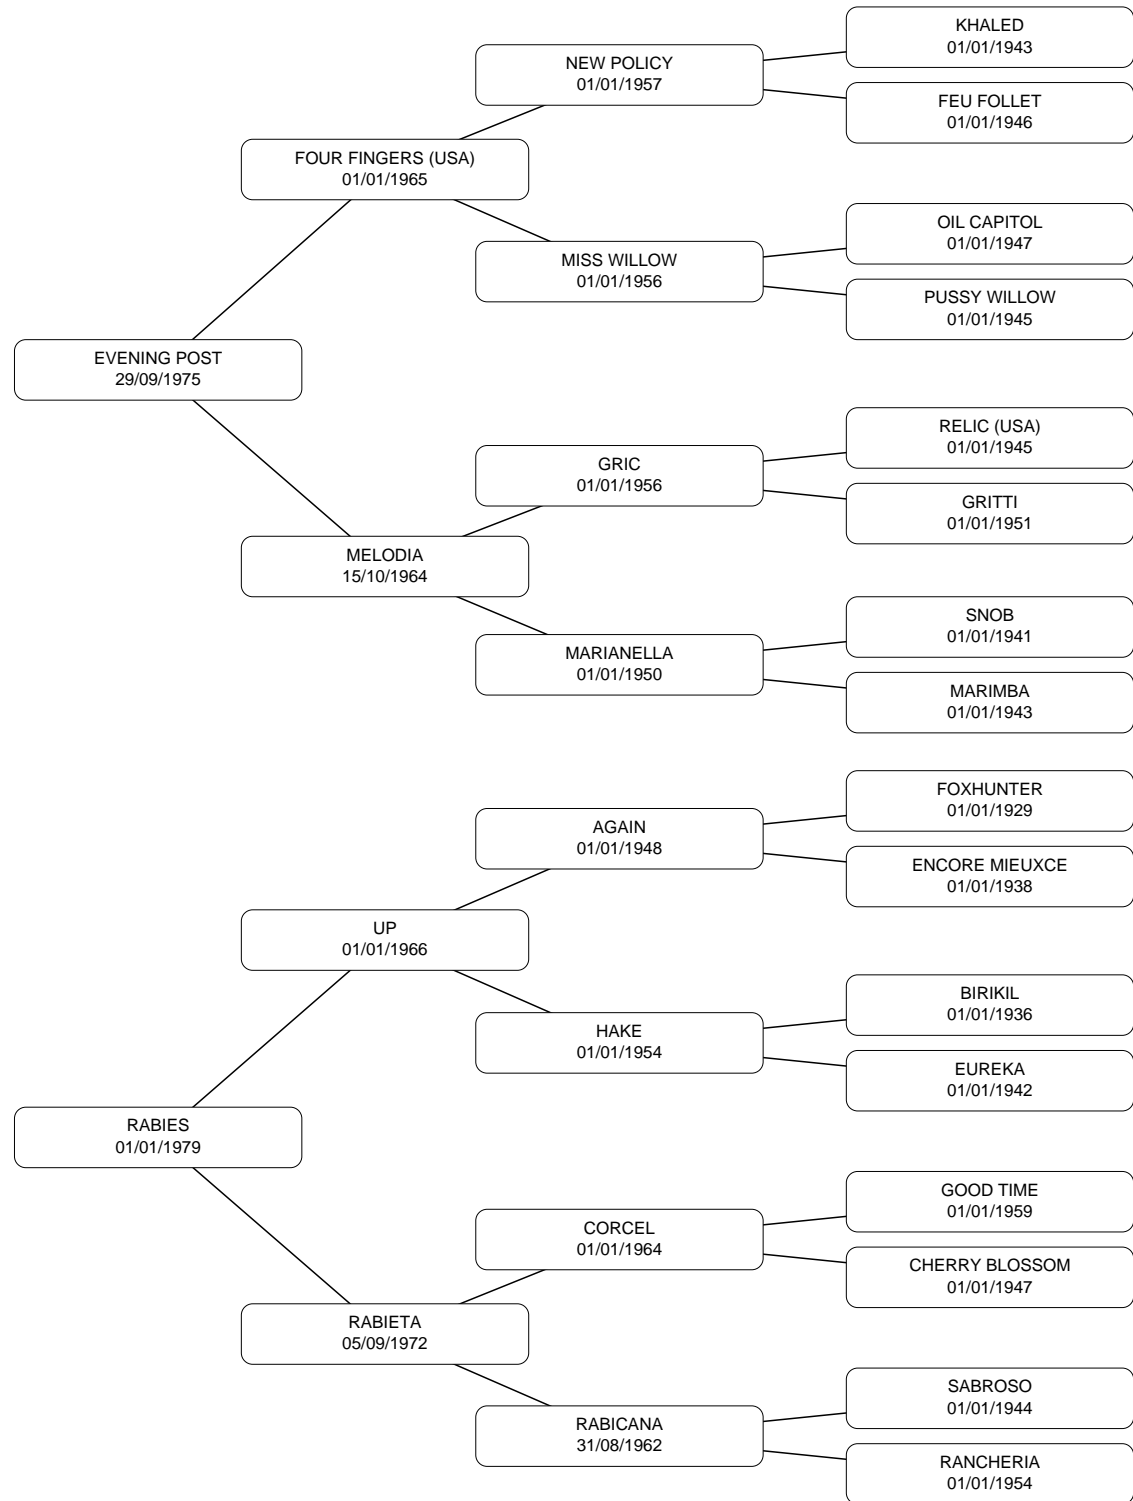 KHALED
01/01/1943
NEW POLICY
01/01/1957
FEU FOLLET
01/01/1946
FOUR FINGERS (USA)
01/01/1965
OIL CAPITOL
01/01/1947
MISS WILLOW
01/01/1956
PUSSY WILLOW
01/01/1945
EVENING POST
29/09/1975
RELIC (USA)
01/01/1945
GRIC
01/01/1956
GRITTI
01/01/1951
MELODIA
15/10/1964
SNOB
01/01/1941
MARIANELLA
01/01/1950
MARIMBA
01/01/1943
FOXHUNTER
01/01/1929
AGAIN
01/01/1948
ENCORE MIEUXCE
01/01/1938
UP
01/01/1966
BIRIKIL
01/01/1936
HAKE
01/01/1954
EUREKA
01/01/1942
RABIES
01/01/1979
GOOD TIME
01/01/1959
CORCEL
01/01/1964
CHERRY BLOSSOM
01/01/1947
RABIETA
05/09/1972
SABROSO
01/01/1944
RABICANA
31/08/1962
RANCHERIA
01/01/1954